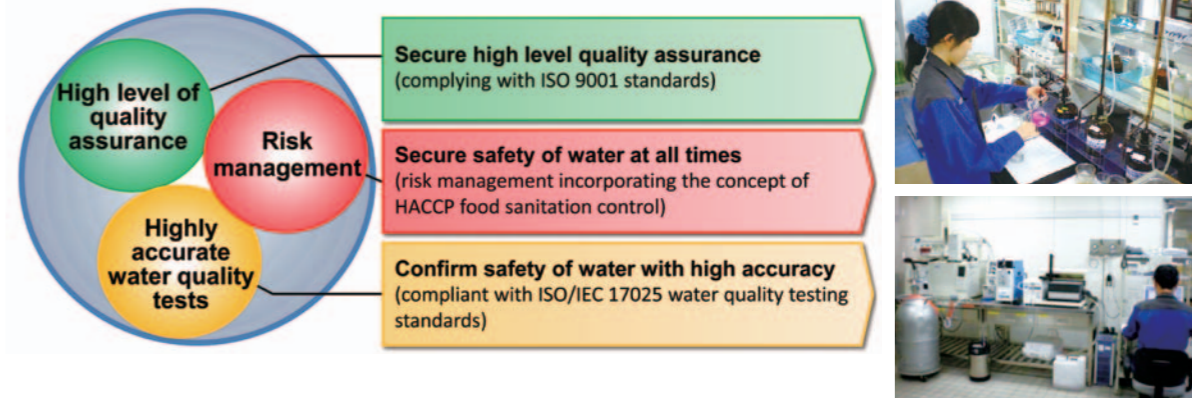 High level of
quality
assurance
Risk
management
Highly
accurate
water quality
tests
Secure high level quality assurance
(complying with ISO 9001 standards)
Secure safety of water at all times
(risk management incorporating the concept of
HACCP food sanitation control)
Confirm safety of water with high accuracy
(compliant with ISO/IEC 17025 water quality testing
standards)